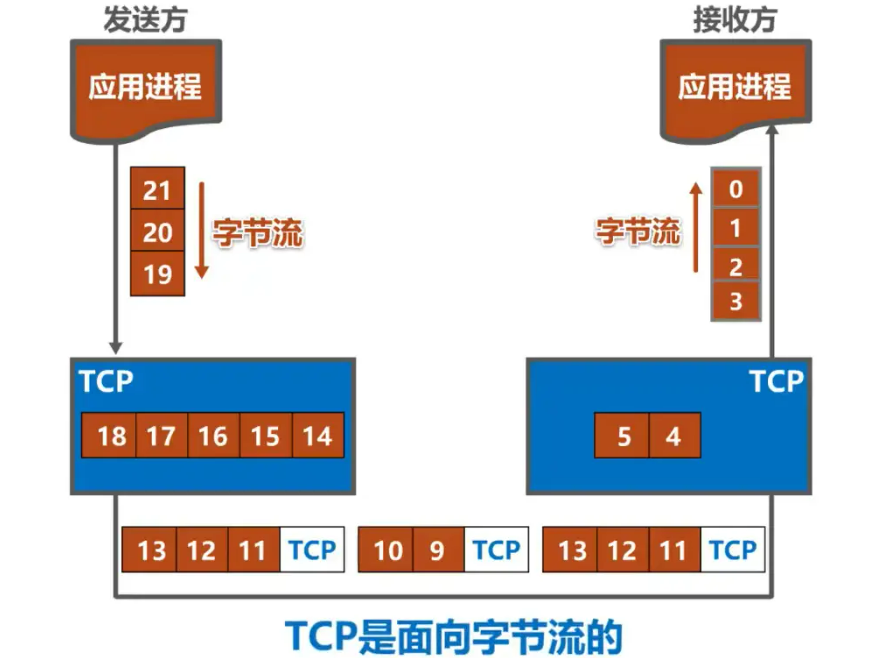 发送方
接收方
应用进程
应用进程
21
20
19
字节流
字节流
0
1
2
3
TCP
18 17 16 15 14
TCP
5 4
13 12 11 TCP
10 9 TCP
13 12 11 TCP
TCP是面向字节流的